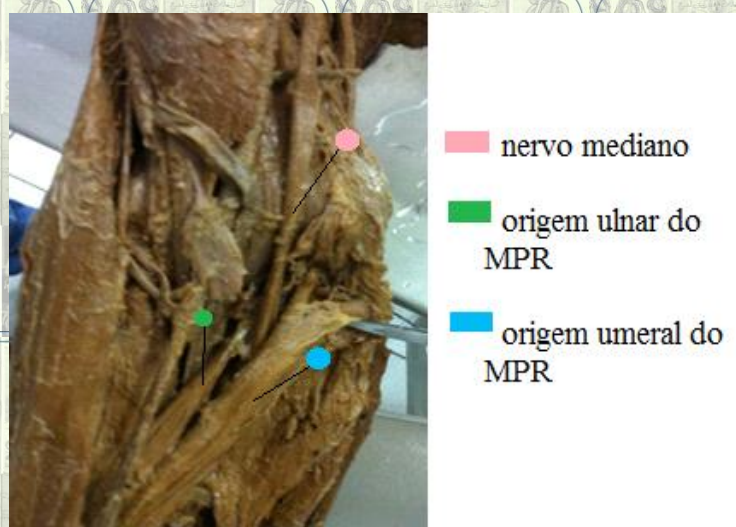 nervo mediano
origem ulnar do
MPR
origem umeral do
MPR